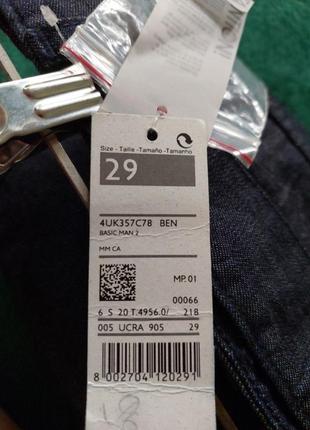 Size - Taille -Tamaño -Tamanho
29
4UK357C78 BEN
BASIC MAN 2
MM CA
MP. 01
00066
6 S 20 T:4956.0/ 218
005 UCRA 905 29
8 002704 120291